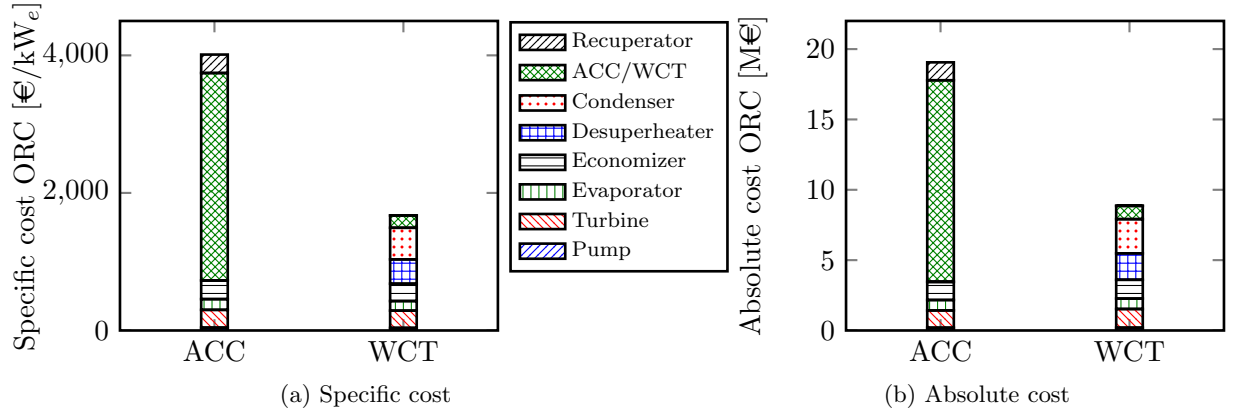 Specific cost ORC [€/kWe]
4,000
2,000
0
ACC
WCT
(a) Specific cost
Recuperator
ACC/WCT
Condenser
Desuperheater
Economizer
Evaporator
Turbine
Pump
Absolute cost ORC [M€]
20
15
10
5
0
ACC
WCT
(b) Absolute cost